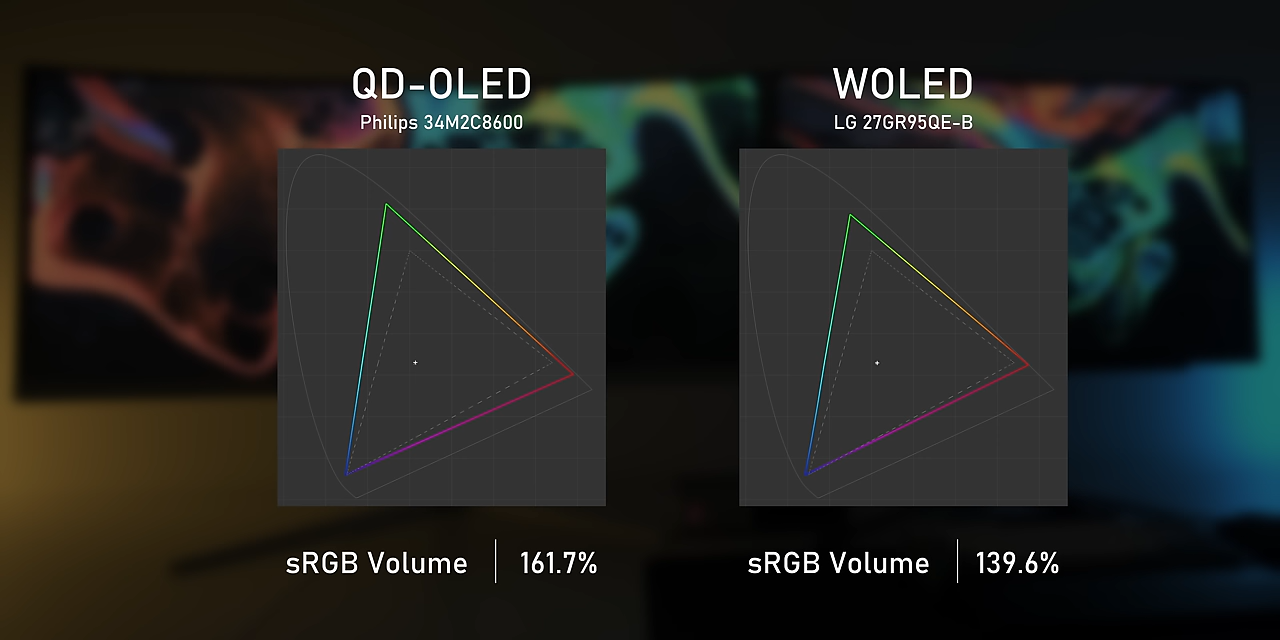 QD-OLED
Philips 34M2C8600
sRGB Volume | 161.7%
WOLED
LG 27GR95QE-B
sRGB Volume | 139.6%